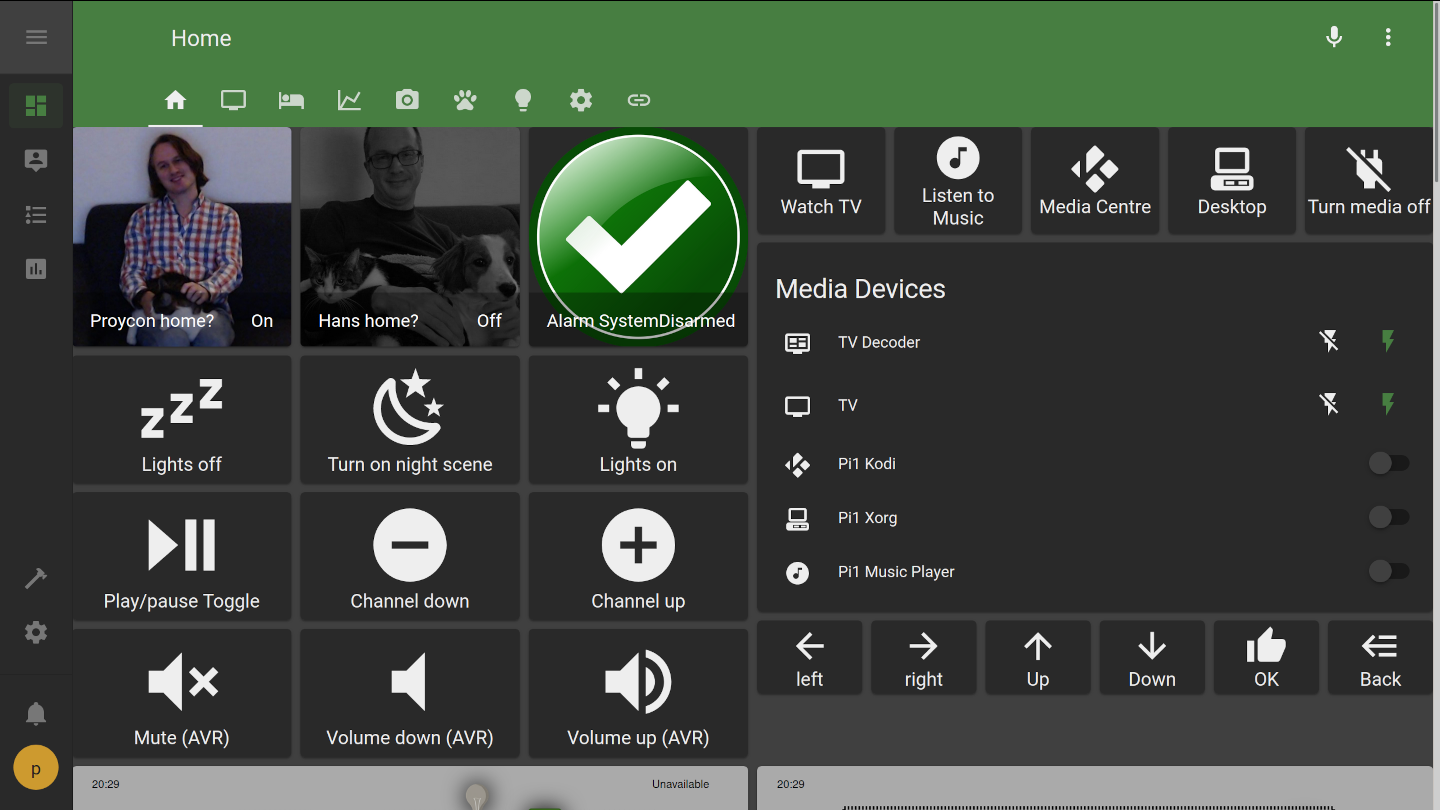 Home
Proycon home? On
Hans home? Off
Alarm SystemDisarmed
Watch TV
Listen to
Music
Media Centre
Desktop
Turn media off
Media Devices
TV Decoder
TV
Pi1 Kodi
Pi1 Xorg
Pi1 Music Player
Lights off
Turn on night scene
Lights on
Play/pause Toggle
Channel down
Channel up
Mute (AVR)
Volume down (AVR)
Volume up (AVR)
left
right
Up
Down
OK
Back
p
20:29 Unavailable
20:29